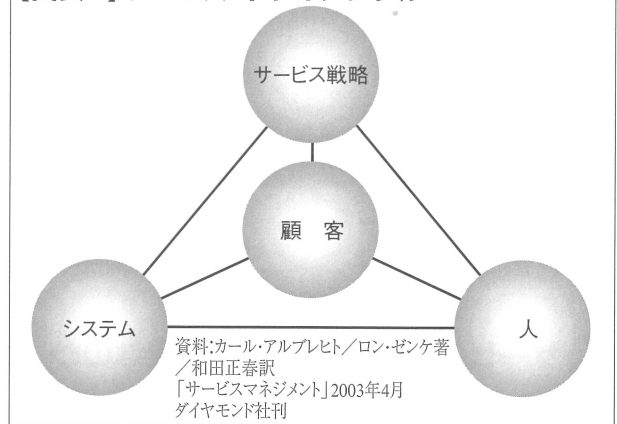 サービス戦略
顧 客
システム
人
資料:カール・アルブレヒト/ロン・ゼンケ著
/和田正春訳
「サービスマネジメント」2003年4月
ダイヤモンド社刊